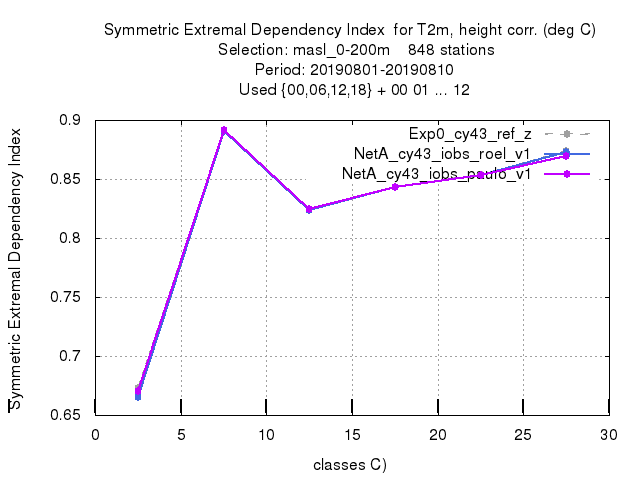 Symmetric Extremal Dependency Index for T2m, height corr. (deg C)
Selection: masl_0-200m 848 stations
Period: 20190801-20190810
Used {00,06,12,18} + 00 01 ... 12
Symmetric Extremal Dependency Index
0.9
0.85
0.8
0.75
0.7
0.65
Exp0_cy43_ref_z
NetA_cy43_iobs_roel_v1
NetA_cy43_iobs_paulo_v1
0 5 10 15 20 25 30
classes C)